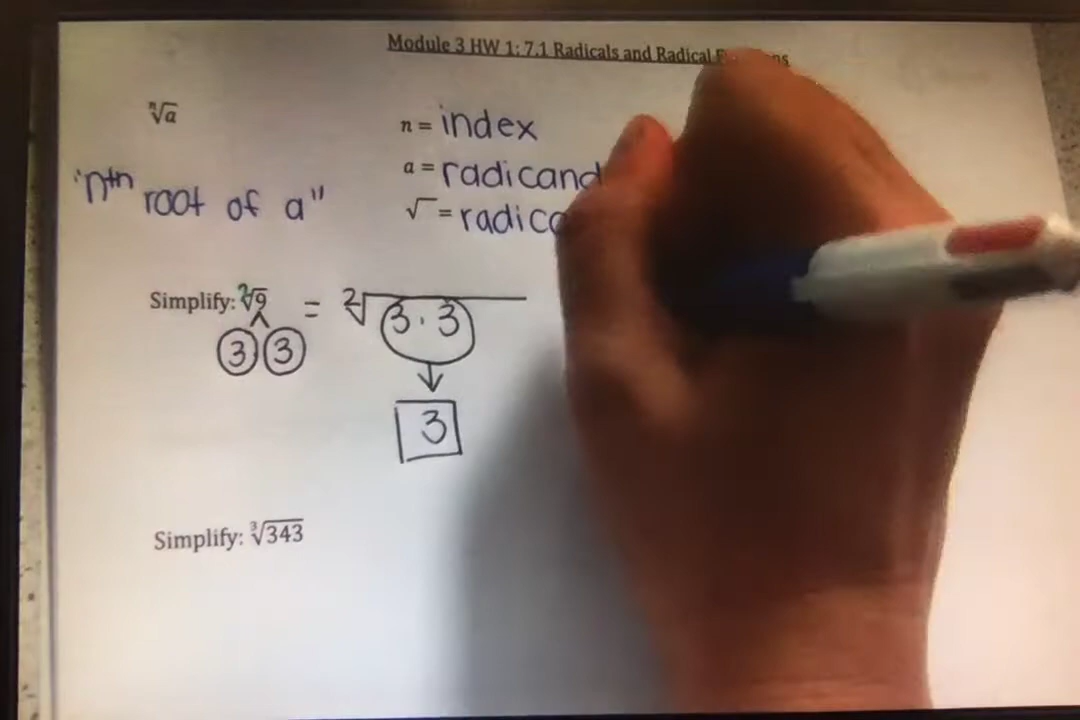 Module 3 HW 1: 7.1 Radicals and Radical
ⁿ√a
n = index
a = radicand
√ =
"nth root of a"
Simplify: ²√9 = ²√3·3
3 3
3
Simplify: ³√343